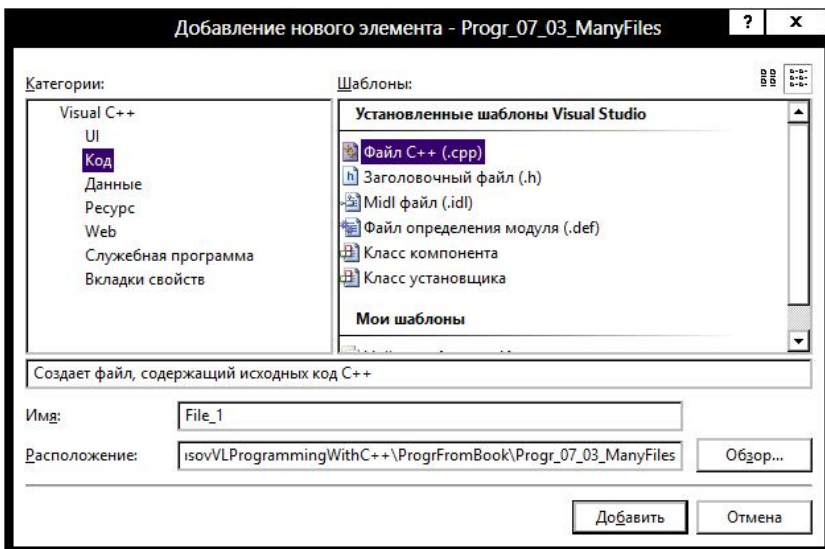 Добавление нового элемента - Progr_07_03_ManyFiles
? x
Категории:
Шаблоны:
Visual C++
UI
Код
Данные
Ресурс
Web
Служебная программа
Вкладки свойств
Установленные шаблоны Visual Studio
Файл C++ (.cpp)
Заголовочный файл (.h)
Midl файл (.idl)
Файл определения модуля (.def)
Класс компонента
Класс установщика
Мои шаблоны
Создает файл, содержащий исходных код C++
Имя:
File_1
Расположение:
ısovVLProgrammingWithC++\ProgrFromBook\Progr_07_03_ManyFiles
Обзор...
Добавить
Отмена